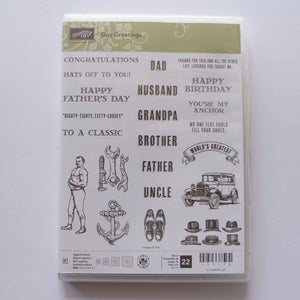 Guy Greetings
CONGRATULATIONS
HATS OFF TO YOU!
HAPPY
FATHER'S DAY
"RIGHTY-TIGHTY, LEFTY-LOOSEY"
TO A CLASSIC
DAD
HUSBAND
GRANDPA
BROTHER
FATHER
UNCLE
THANKS FOR THIS AND ALL THE OTHER
LIFE LESSONS YOU TAUGHT ME.
HAPPY
BIRTHDAY
YOU'RE MY
ANCHOR.
NO ONE ELSE COULD
FILL YOUR SHOES.
WORLD'S GREATEST
22